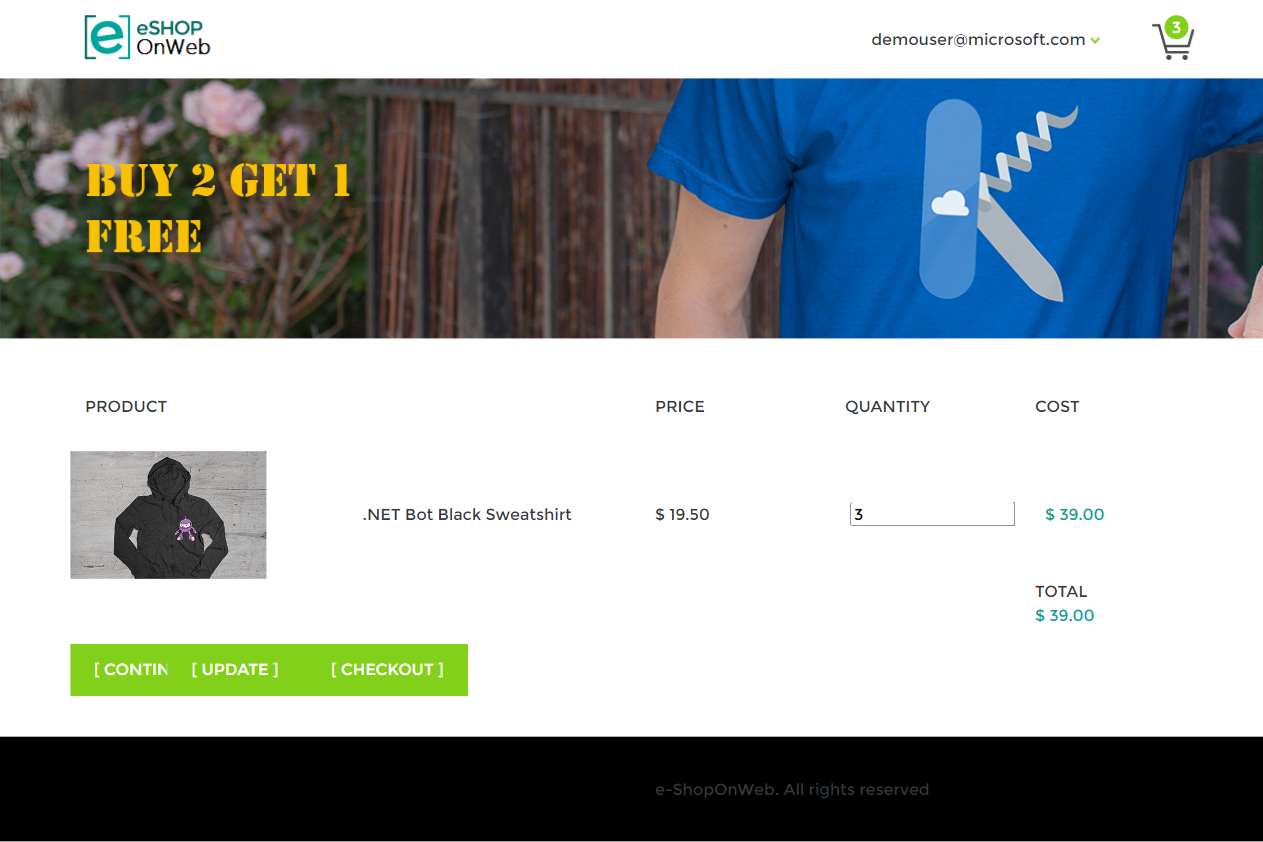 eSHOP
OnWeb
demouser@microsoft.com
3
BUY 2 GET 1
FREE
PRODUCT PRICE QUANTITY COST
.NET Bot Black Sweatshirt $ 19.50 3 $ 39.00
TOTAL
$ 39.00
[ CONTIN [ UPDATE ] [ CHECKOUT ]
e-ShopOnWeb. All rights reserved